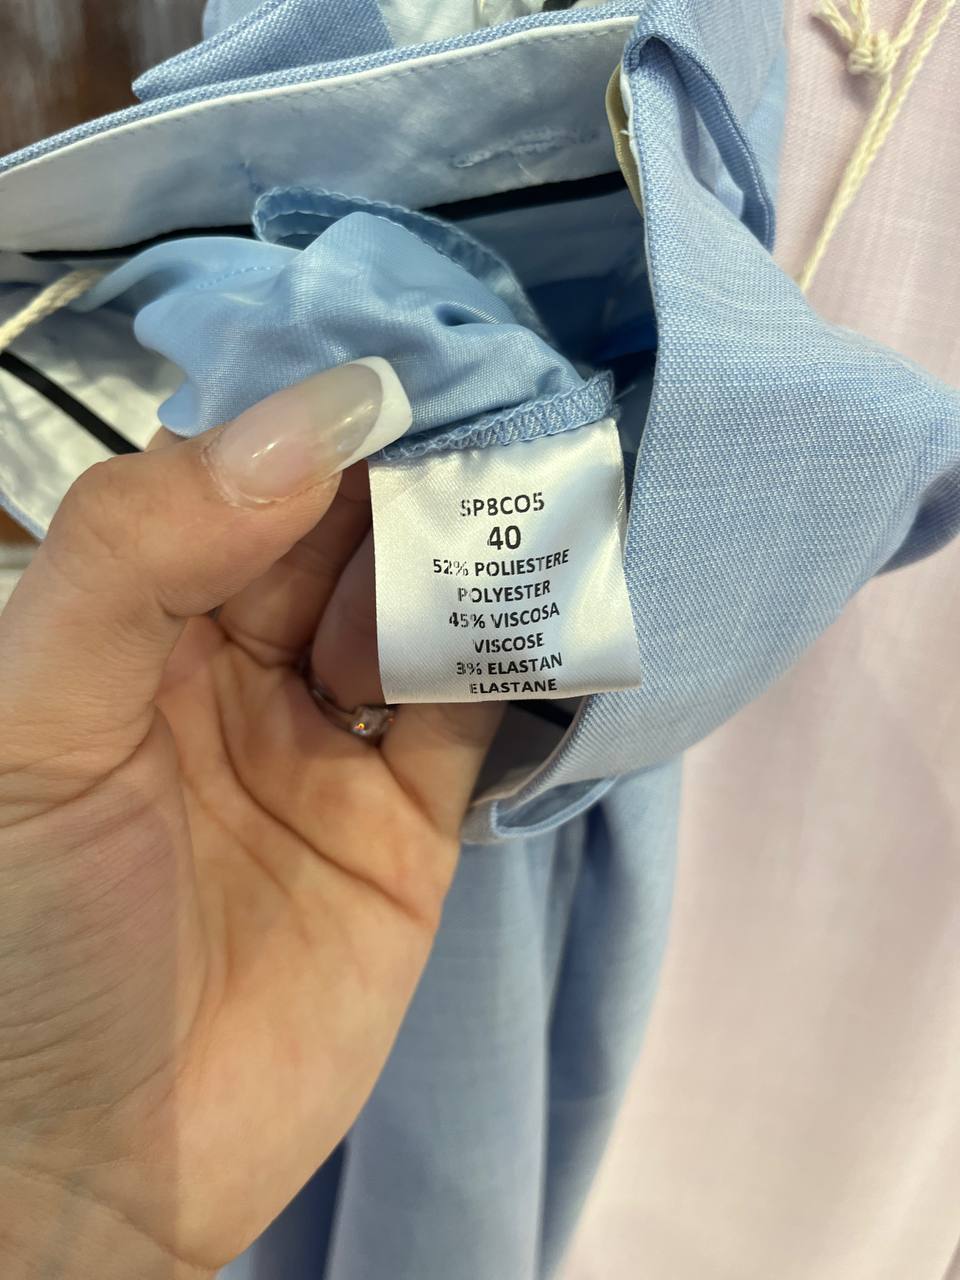 SP8CO5
40
52% POLIESTERE
POLYESTER
45% VISCOSA
VISCOSE
3% ELASTAN
ELASTANE